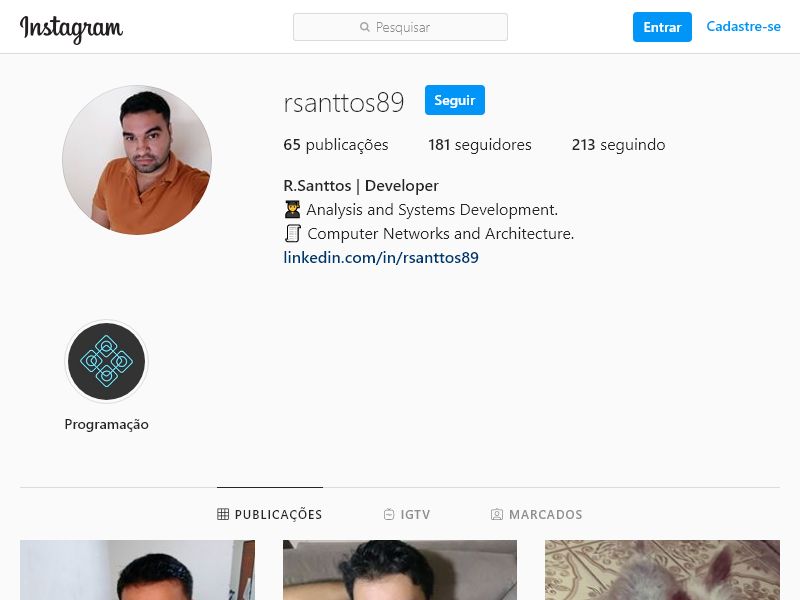 Instagram
Pesquisar
Entrar
Cadastre-se
rsanttos89
Seguir
65 publicações 181 seguidores 213 seguindo
R.Santtos | Developer
Analysis and Systems Development.
Computer Networks and Architecture.
linkedin.com/in/rsanttos89
Programação
PUBLICAÇÕES
IGTV
MARCADOS